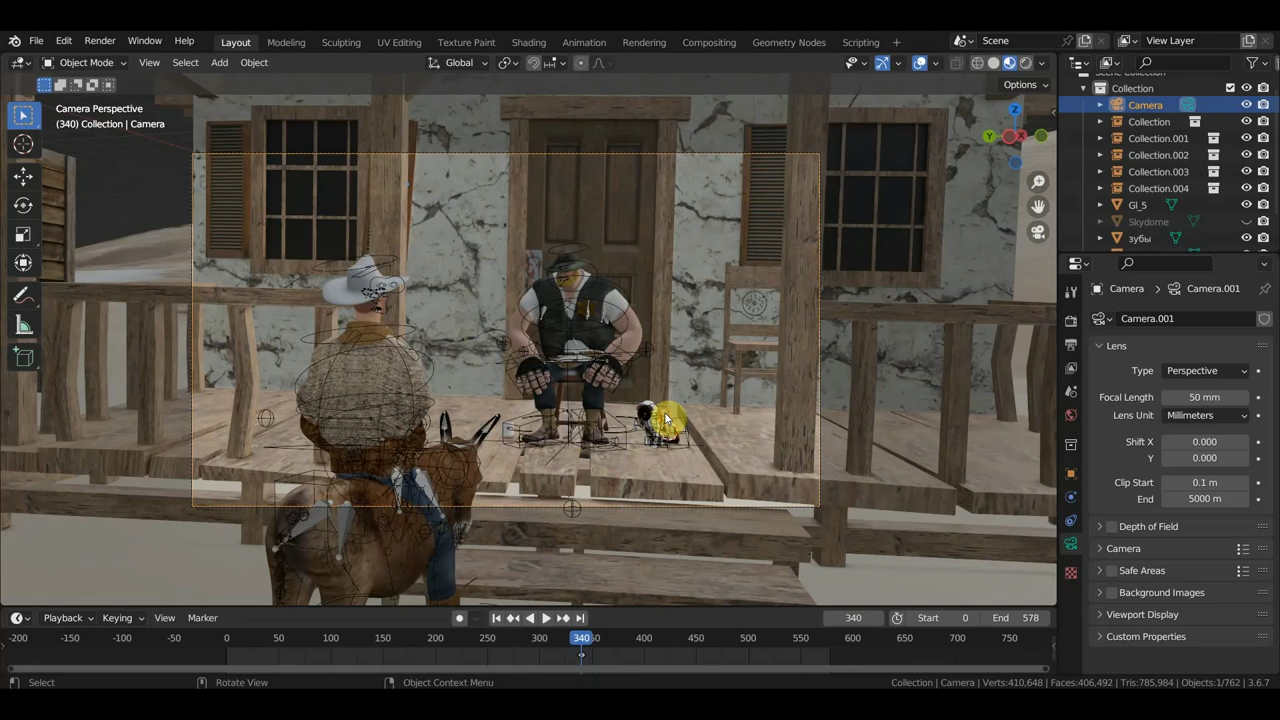 File Edit Render Window Help Layout Modeling Sculpting UV Editing Texture Paint Shading Animation Rendering Compositing Geometry Nodes Scripting + Scene View Layer
Object Mode View Select Add Object Global
Options
Camera Perspective
(340) Collection | Camera
Z
Y
X
Collection
Camera
Collection
Collection.001
Collection.002
Collection.003
Collection.004
Gl_5
Skydome
зубы
Camera > Camera.001
Camera.001
Lens
Type Perspective
Focal Length 50 mm
Lens Unit Millimeters
Shift X 0.000
Y 0.000
Clip Start 0.1 m
End 5000 m
Depth of Field
Camera
Safe Areas
Background Images
Viewport Display
Custom Properties
Playback Keying View Marker 340 Start 0 End 578
-200 -150 -100 -50 0 50 100 150 200 250 300 340 400 450 500 550 600 650 700 750
Select Rotate View Object Context Menu Collection | Camera | Verts:410,648 | Faces:406,492 | Tris:785,984 | Objects:1/762 | 3.6.7